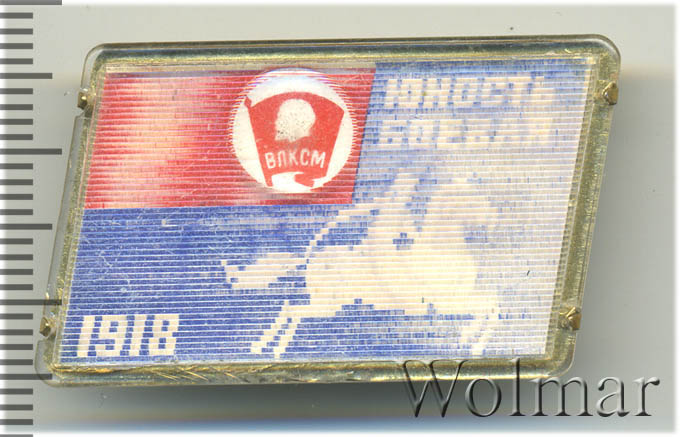 ЮНОСТЬ
БОЕВАЯ
ВЛКСМ
1918
Wolmar